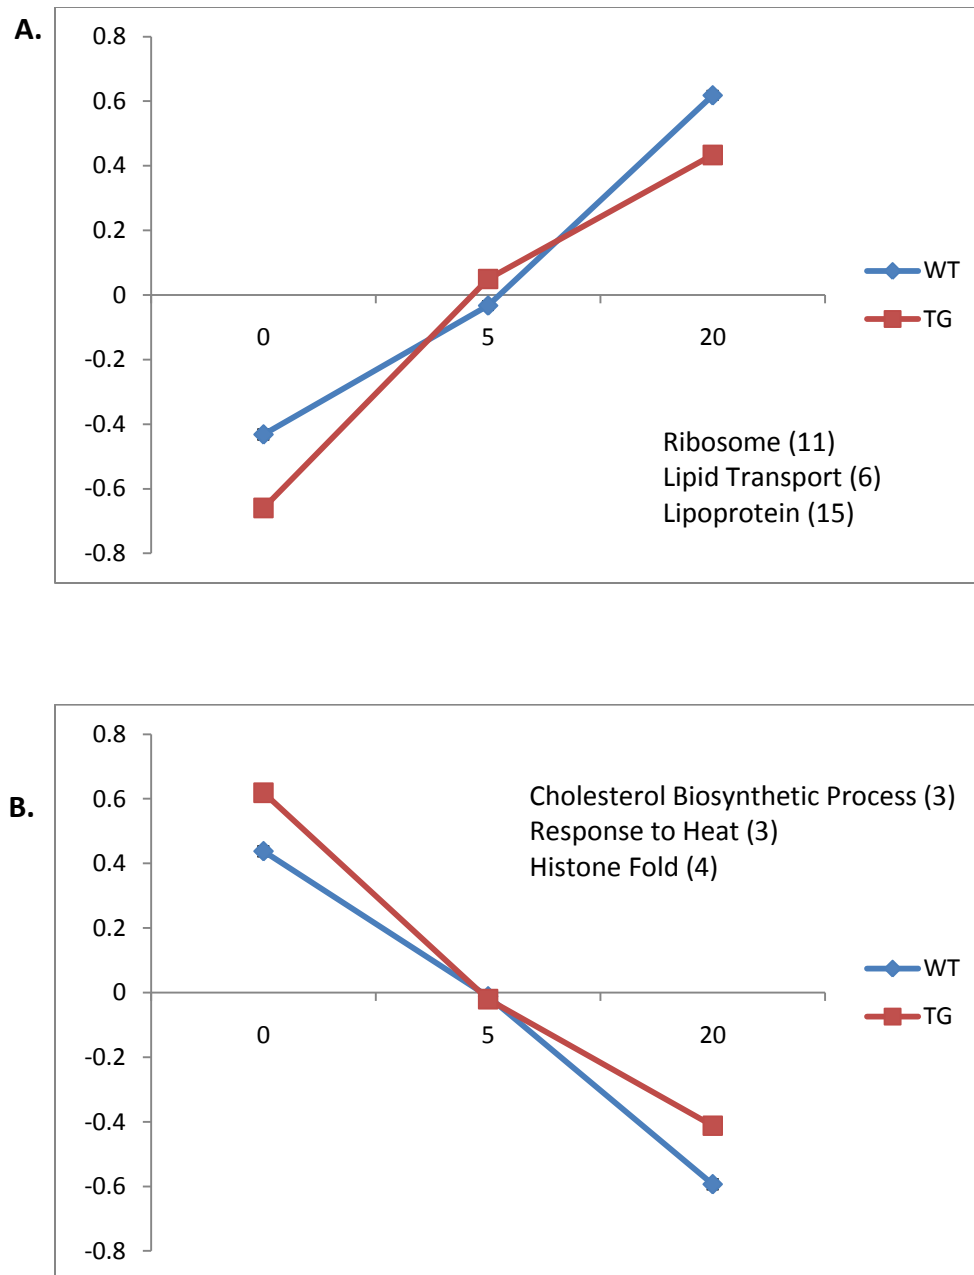 A.
0.8
0.6
0.4
0.2
0
-0.2
-0.4
-0.6
-0.8
0 5 20
WT
TG
Ribosome (11)
Lipid Transport (6)
Lipoprotein (15)
B.
0.8
0.6
0.4
0.2
0
-0.2
-0.4
-0.6
-0.8
0 5 20
Cholesterol Biosynthetic Process (3)
Response to Heat (3)
Histone Fold (4)
WT
TG